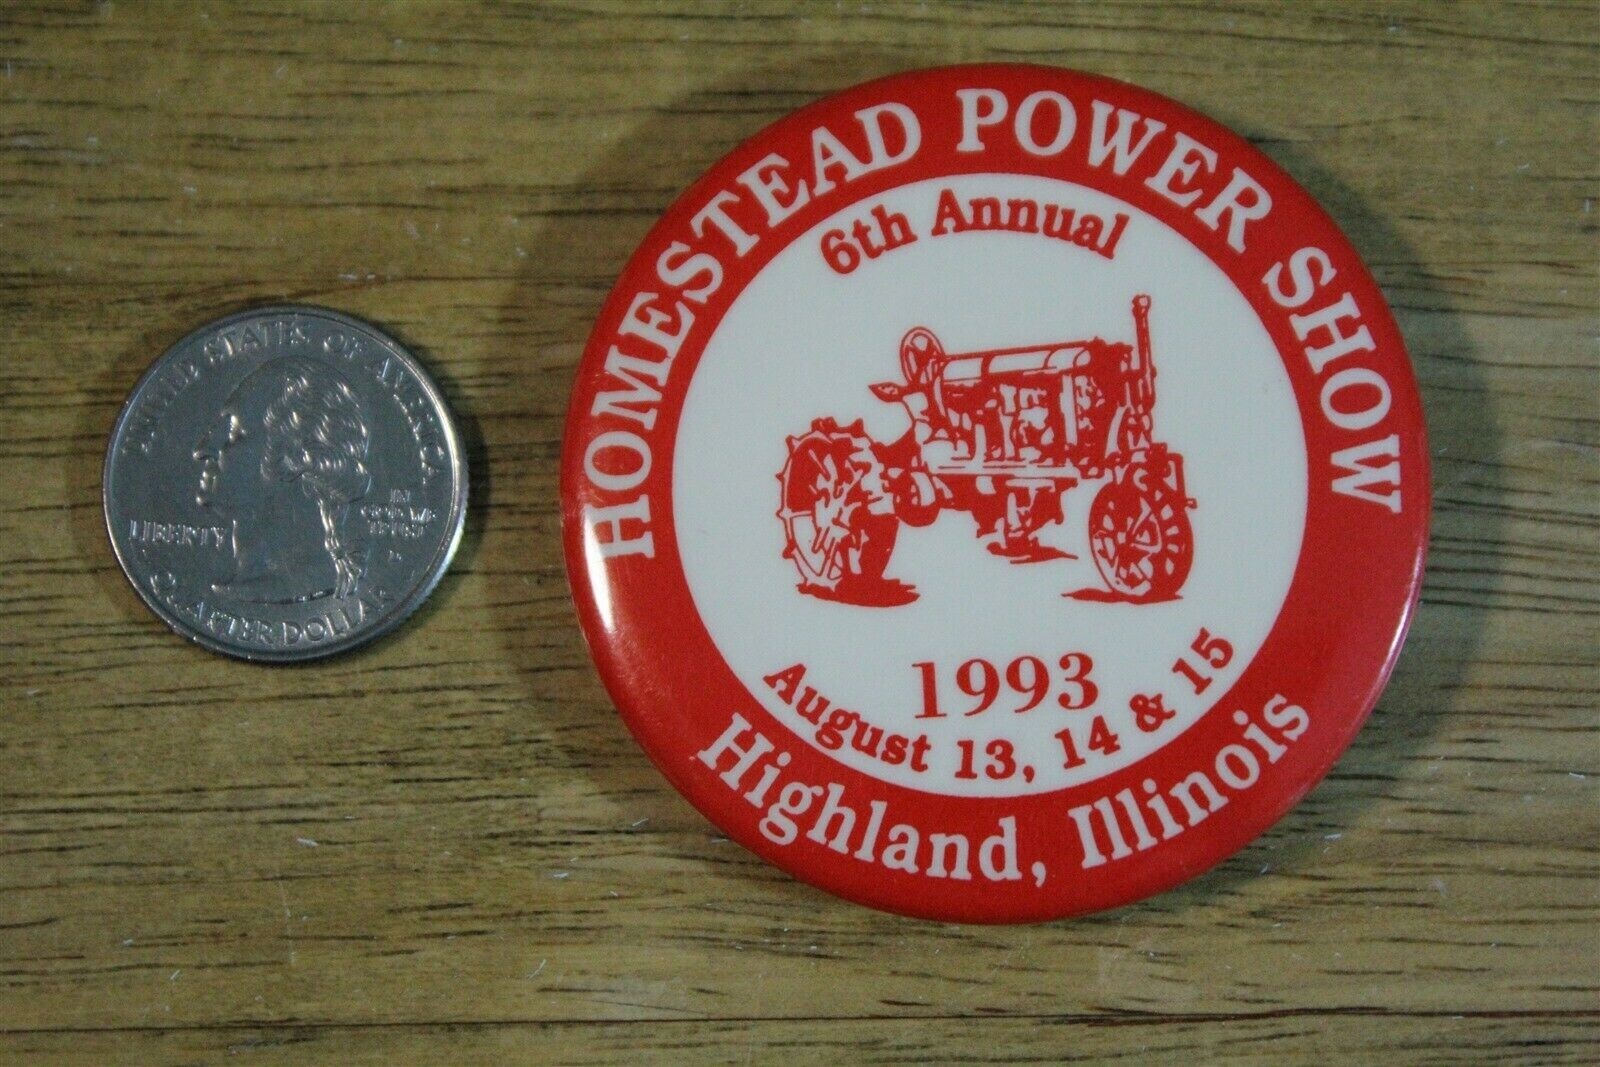 HOMESTEAD POWER SHOW
6th Annual
1993
August 13, 14 & 15
Highland, Illinois
UNITED STATES OF AMERICA
LIBERTY
IN
GOD WE
TRUST
QUARTER DOLLAR